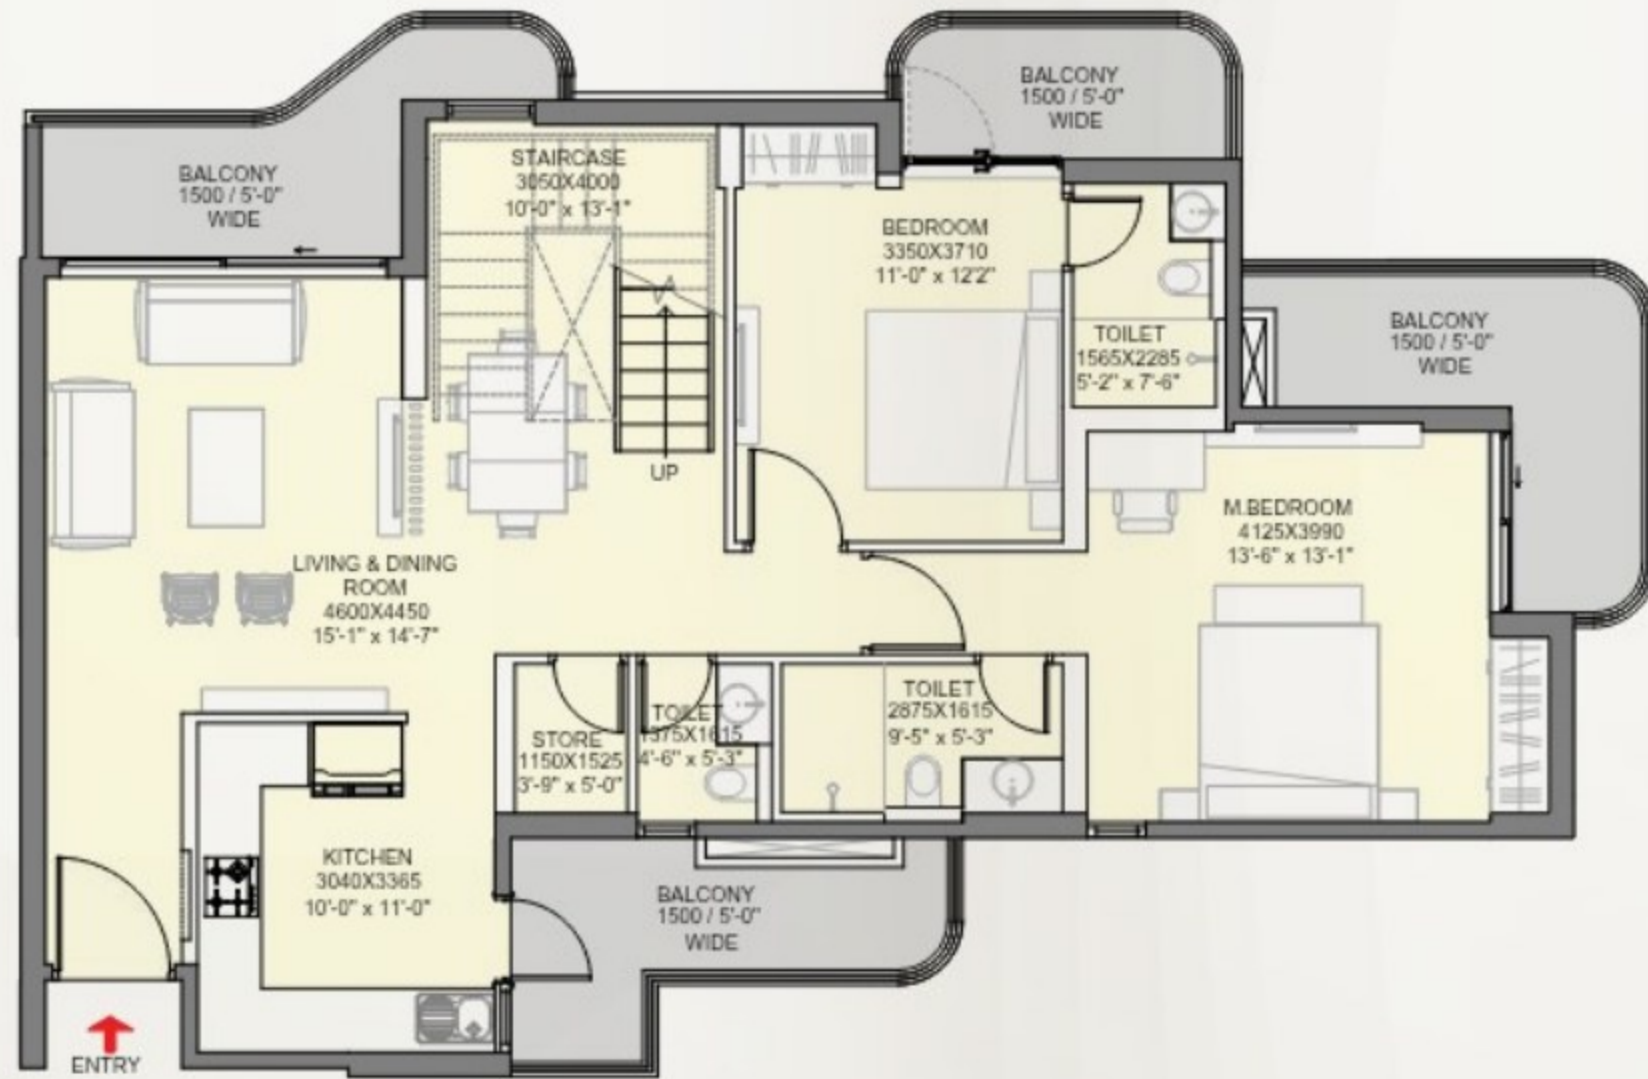 BALCONY
1500 / 5'-0"
WIDE
STAIRCASE
3050X4000
10'-0" x 13'-1"
BALCONY
1500 / 5'-0"
WIDE
BEDROOM
3350X3710
11'-0" x 12'2"
TOILET
1565X2285
5'-2" x 7'-6"
BALCONY
1500 / 5'-0"
WIDE
UP
M.BEDROOM
4125X3990
13'-6" x 13'-1"
LIVING & DINING
ROOM
4600X4450
15'-1" x 14'-7"
STORE
1150X1525
3'-9" x 5'-0"
TOILET
1375X1615
4'-6" x 5'-3"
TOILET
2875X1615
9'-5" x 5'-3"
KITCHEN
3040X3365
10'-0" x 11'-0"
BALCONY
1500 / 5'-0"
WIDE
ENTRY